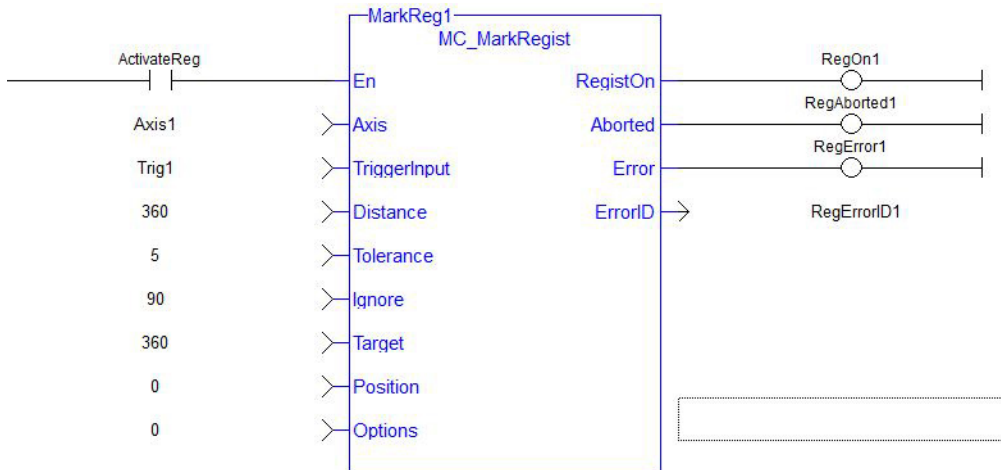 MarkReg1
MC_MarkRegist
ActivateReg
En
RegistOn
RegOn1
Axis1
Axis
Aborted
RegAborted1
Trig1
TriggerInput
Error
RegError1
360
Distance
ErrorID
RegErrorID1
5
Tolerance
90
Ignore
360
Target
0
Position
0
Options